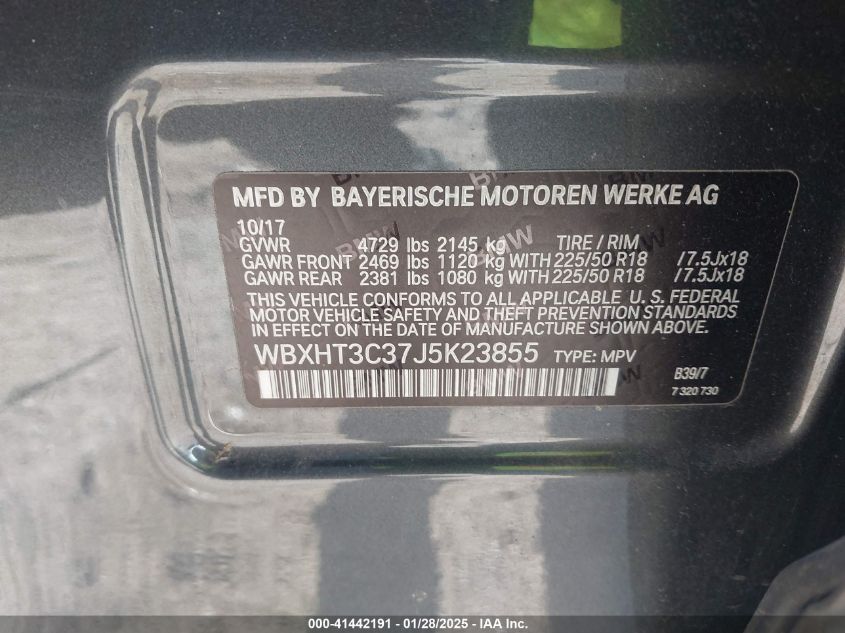 MFD BY BAYERISCHE MOTOREN WERKE AG
10/17
GVWR 4729 lbs 2145 kg TIRE / RIM
GAWR FRONT 2469 lbs 1120 kg WITH 225/50 R18 /7.5Jx18
GAWR REAR 2381 lbs 1080 kg WITH 225/50 R18 /7.5Jx18
THIS VEHICLE CONFORMS TO ALL APPLICABLE U. S. FEDERAL
MOTOR VEHICLE SAFETY AND THEFT PREVENTION STANDARDS
IN EFFECT ON THE DATE OF MANUFACTURE SHOWN ABOVE.
WBXHT3C37J5K23855 TYPE: MPV
B39/7
7 320 730
000-41442191 - 01/28/2025 - IAA Inc.